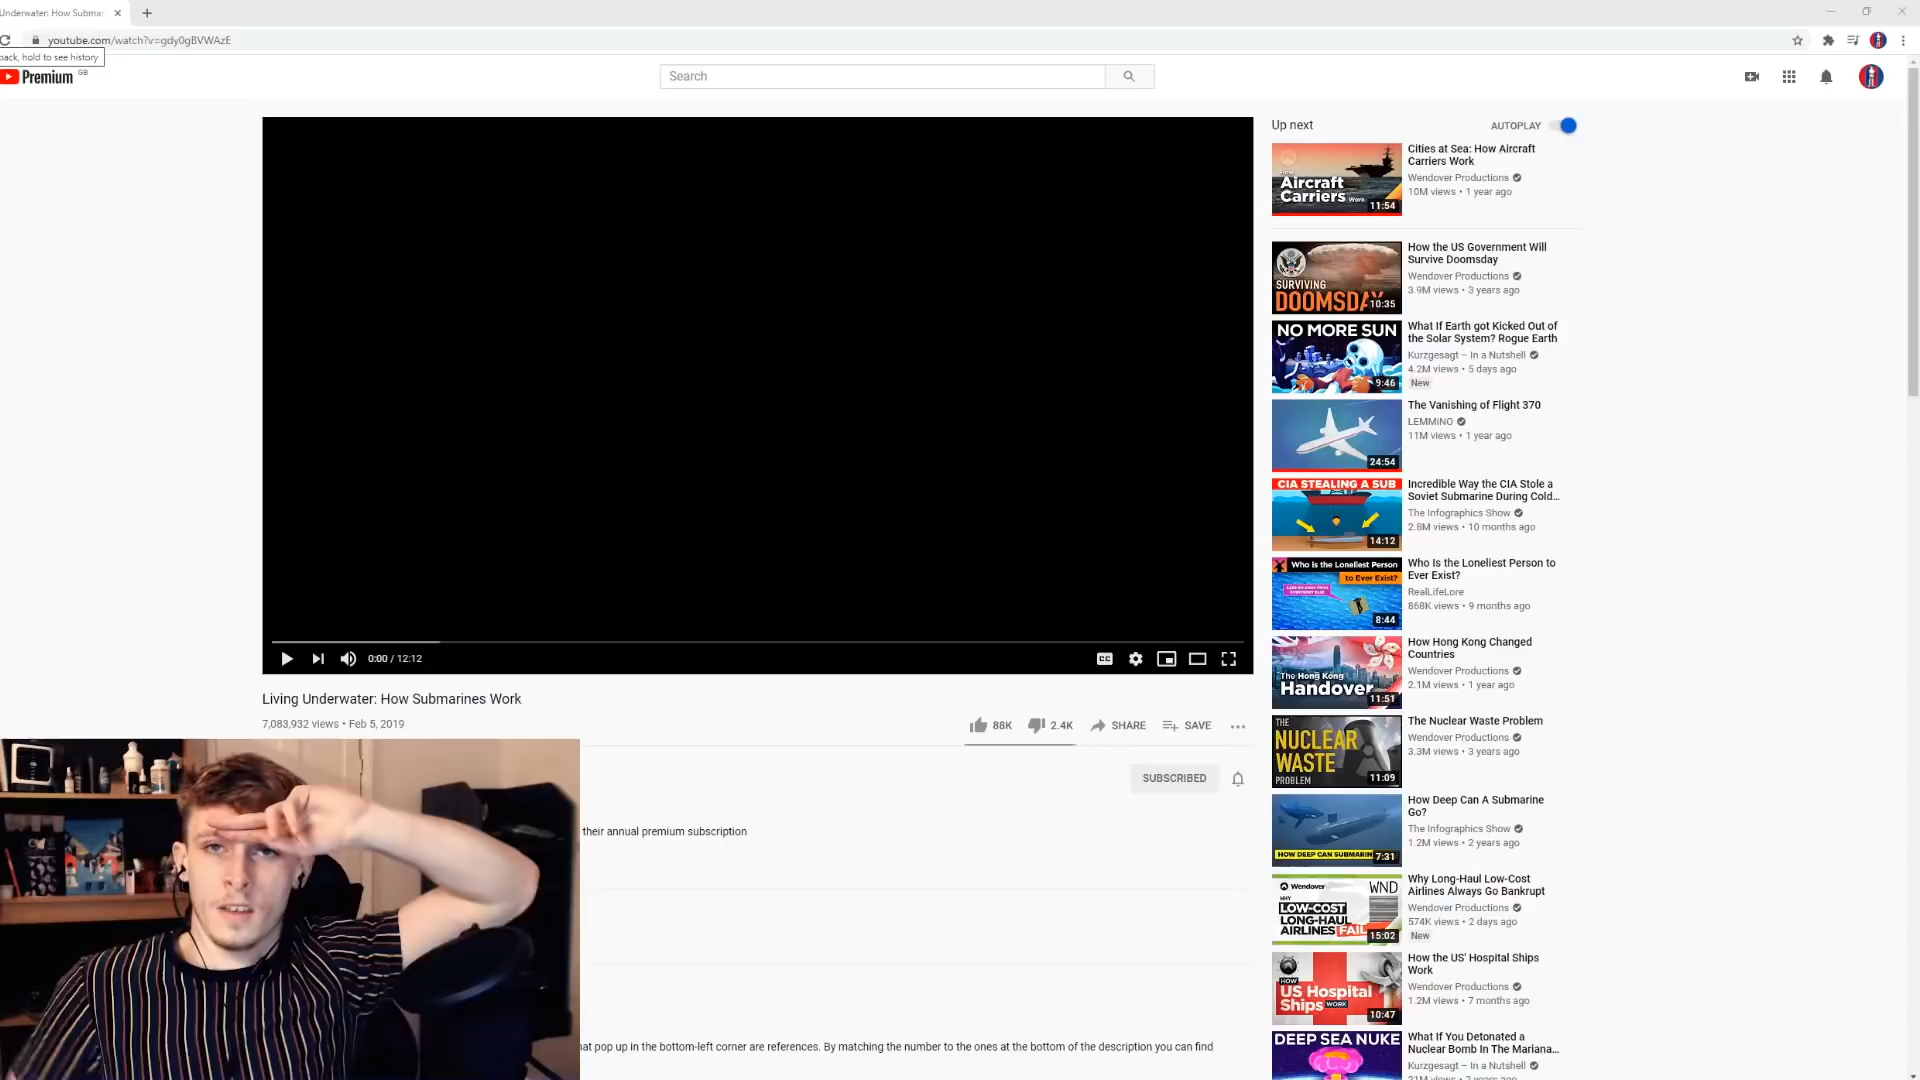 Underwater: How Subma
youtube.com/watch?v=gdy0gBVWAzE
back, hold to see history
Premium GB
Search
0:00 / 12:12
CC
Living Underwater: How Submarines Work
7,083,932 views • Feb 5, 2019
88K
2.4K
SHARE
SAVE
SUBSCRIBED
their annual premium subscription
at pop up in the bottom-left corner are references. By matching the number to the ones at the bottom of the description you can find
Up next
AUTOPLAY
HOW
Aircraft
Carriers Work
11:54
Cities at Sea: How Aircraft
Carriers Work
Wendover Productions
10M views • 1 year ago
SURVIVING
DOOMSDAY
10:35
How the US Government Will
Survive Doomsday
Wendover Productions
3.9M views • 3 years ago
NO MORE SUN
9:46
What If Earth got Kicked Out of
the Solar System? Rogue Earth
Kurzgesagt – In a Nutshell
4.2M views • 5 days ago
New
24:54
The Vanishing of Flight 370
LEMMiNO
11M views • 1 year ago
CIA STEALING A SUB
14:12
Incredible Way the CIA Stole a
Soviet Submarine During Cold...
The Infographics Show
2.8M views • 10 months ago
Who Is the Loneliest Person
to Ever Exist?
8:44
Who Is the Loneliest Person to
Ever Exist?
RealLifeLore
868K views • 9 months ago
The Hong Kong
Handover
11:51
How Hong Kong Changed
Countries
Wendover Productions
2.1M views • 1 year ago
THE
NUCLEAR
WASTE
PROBLEM
11:09
The Nuclear Waste Problem
Wendover Productions
3.3M views • 3 years ago
HOW DEEP CAN SUBMARIN
7:31
How Deep Can A Submarine
Go?
The Infographics Show
1.2M views • 2 years ago
Wendover
WND
WHY
LOW-COST
LONG-HAUL
AIRLINES FAIL
15:02
Why Long-Haul Low-Cost
Airlines Always Go Bankrupt
Wendover Productions
574K views • 2 days ago
New
HOW
US Hospital
Ships WORK
10:47
How the US' Hospital Ships
Work
Wendover Productions
1.2M views • 7 months ago
DEEP SEA NUKE
What If You Detonated a
Nuclear Bomb In The Mariana...
Kurzgesagt – In a Nutshell
21M views • 2 years ago